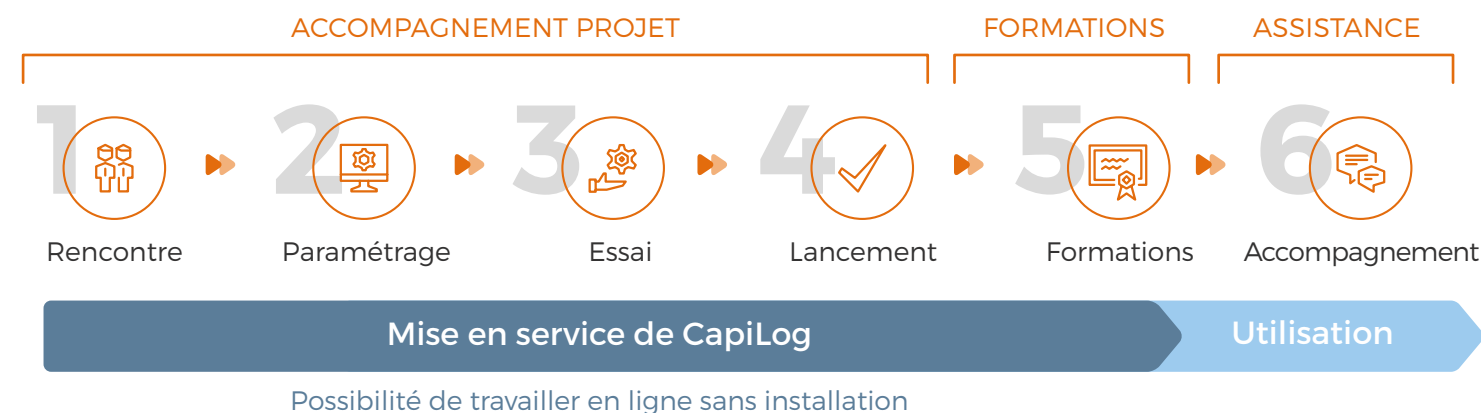 ACCOMPAGNEMENT PROJET
FORMATIONS
ASSISTANCE
1
2
3
4
5
6
Rencontre
Paramétrage
Essai
Lancement
Formations
Accompagnement
Mise en service de CapiLog
Utilisation
Possibilité de travailler en ligne sans installation